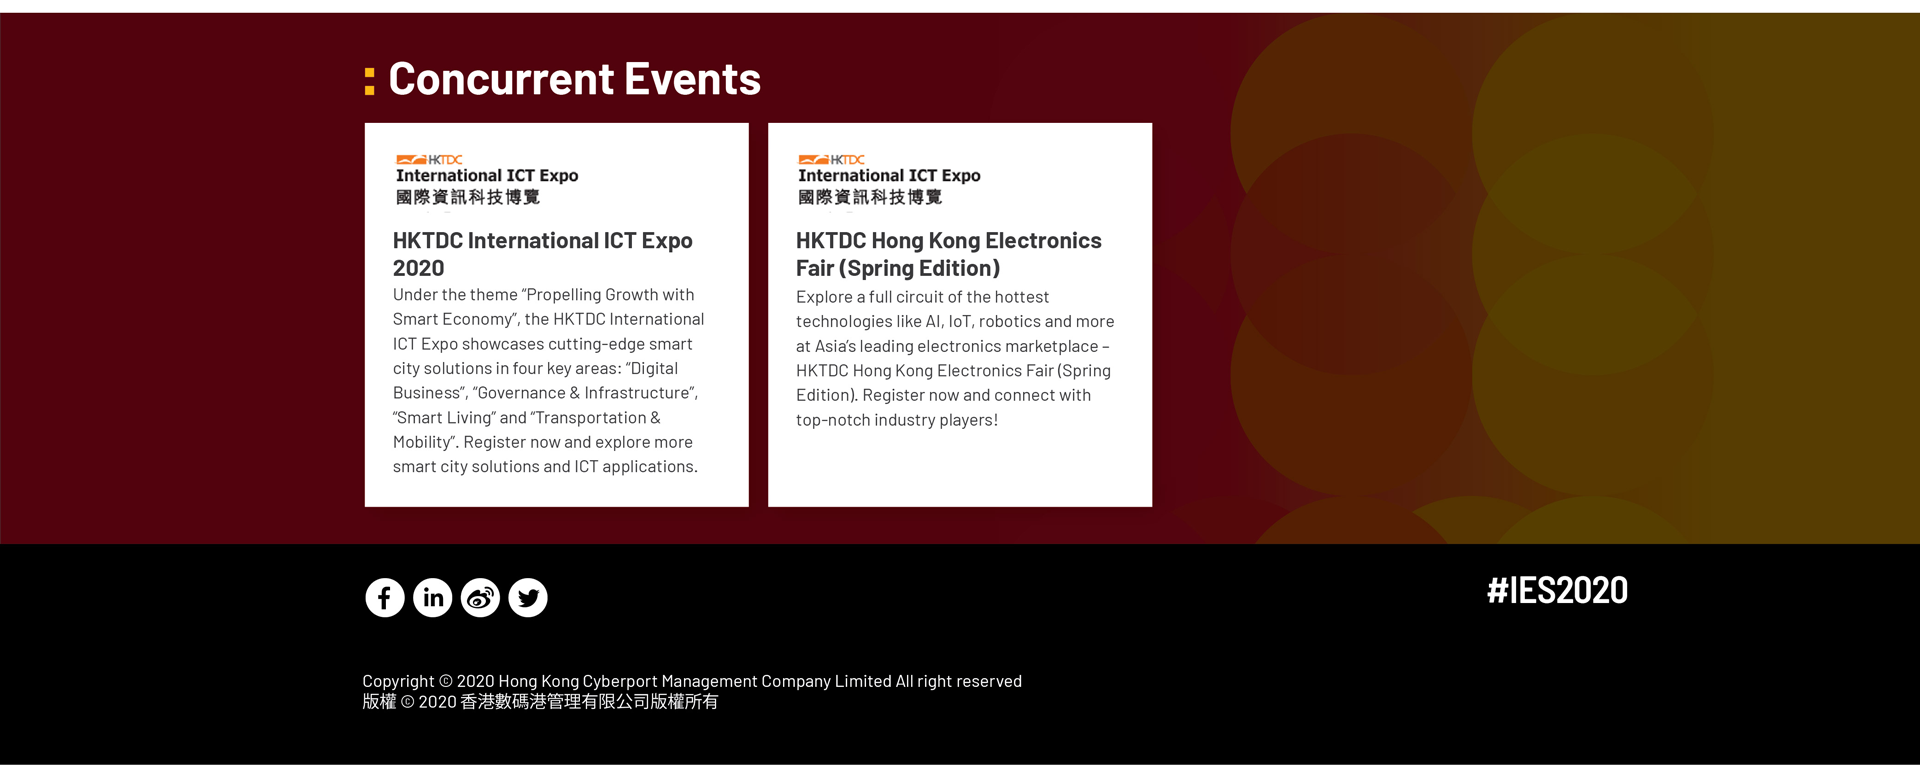 : Concurrent Events
HKTDC
International ICT Expo
國際資訊科技博覽
HKTDC International ICT Expo
2020
Under the theme “Propelling Growth with
Smart Economy”, the HKTDC International
ICT Expo showcases cutting-edge smart
city solutions in four key areas: “Digital
Business”, “Governance & Infrastructure”,
“Smart Living” and “Transportation &
Mobility”. Register now and explore more
smart city solutions and ICT applications.
HKTDC
International ICT Expo
國際資訊科技博覽
HKTDC Hong Kong Electronics
Fair (Spring Edition)
Explore a full circuit of the hottest
technologies like AI, IoT, robotics and more
at Asia’s leading electronics marketplace –
HKTDC Hong Kong Electronics Fair (Spring
Edition). Register now and connect with
top-notch industry players!
#IES2020
Copyright © 2020 Hong Kong Cyberport Management Company Limited All right reserved
版權 © 2020 香港數碼港管理有限公司版權所有